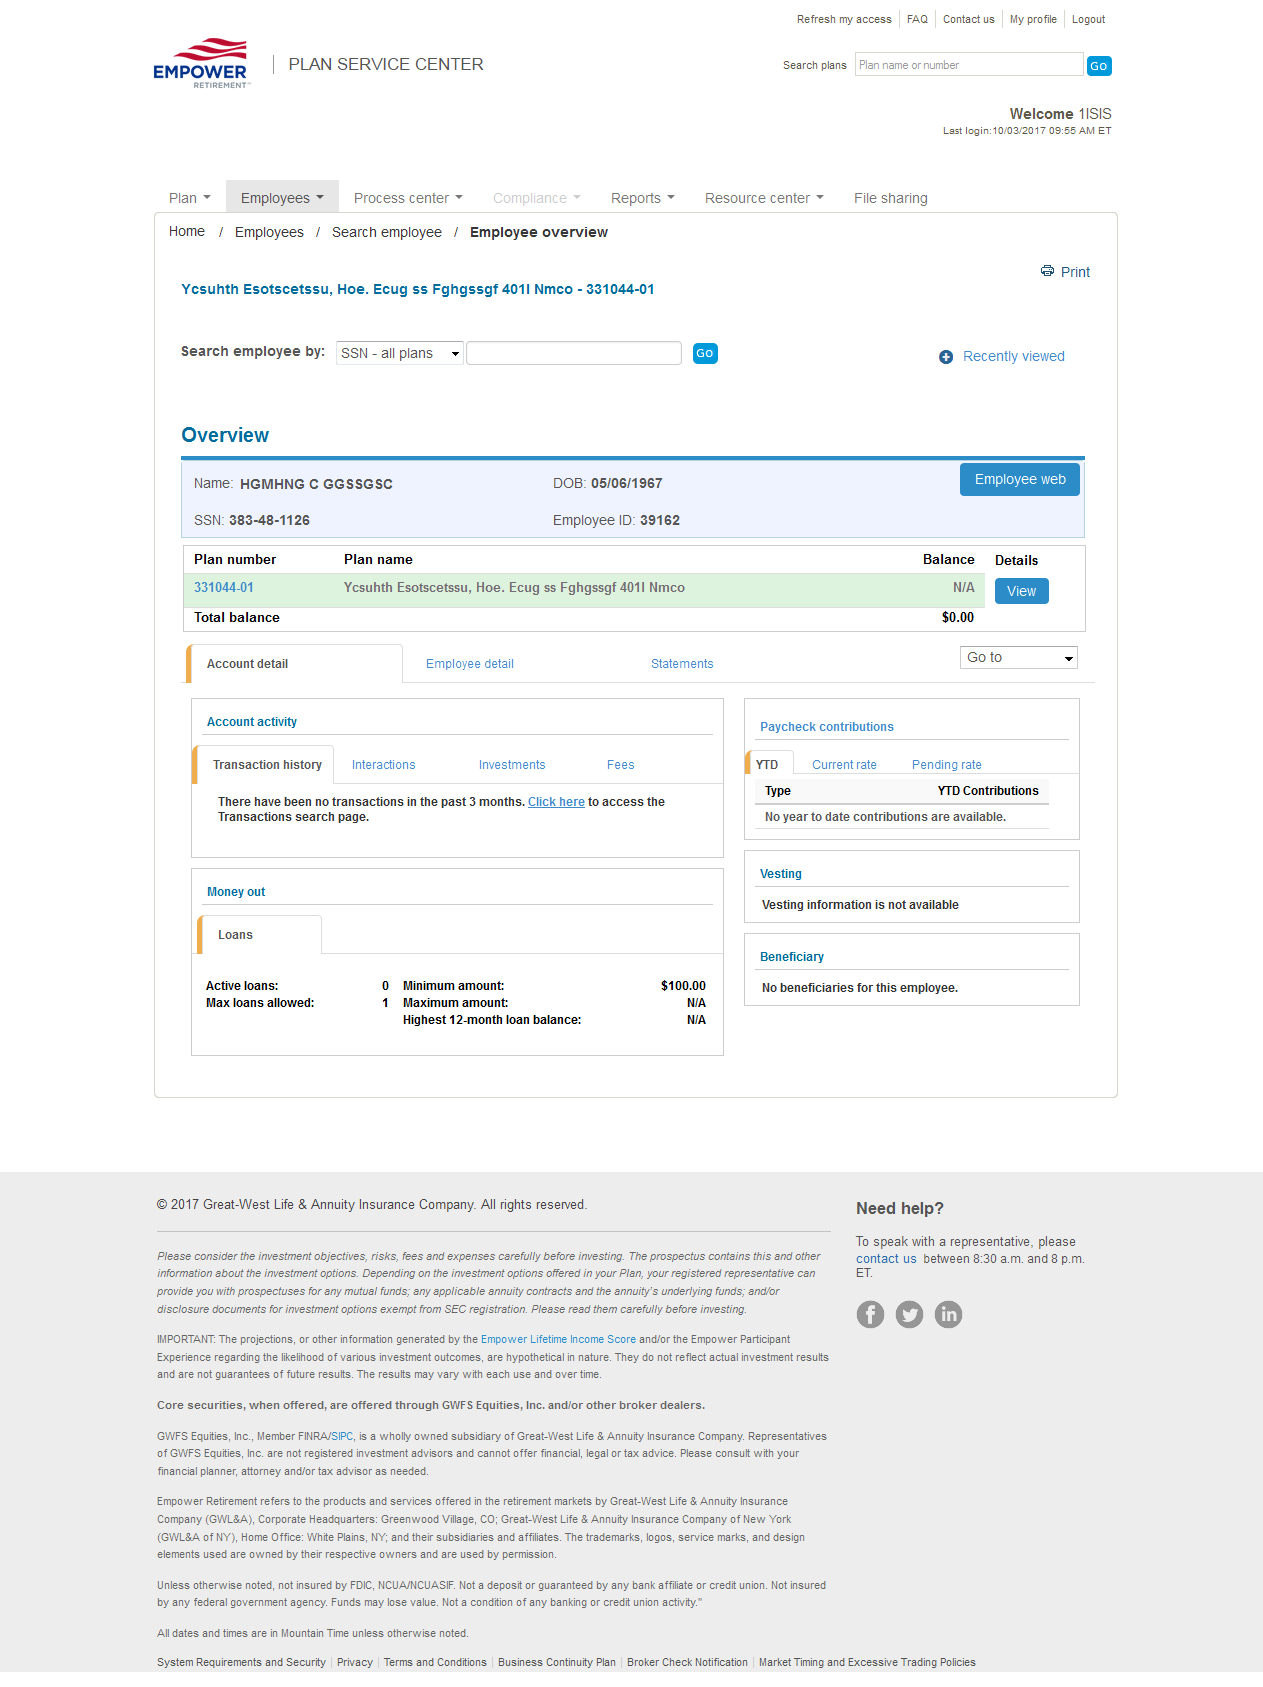 Refresh my access FAQ Contact us My profile Logout
EMPOWER
RETIREMENT™
PLAN SERVICE CENTER
Search plans Plan name or number Go
Welcome 1ISIS
Last login:10/03/2017 09:55 AM ET
Plan Employees Process center Compliance Reports Resource center File sharing
Home / Employees / Search employee / Employee overview
Print
Ycsuhth Esotscetssu, Hoe. Ecug ss Fghgssgf 401l Nmco - 331044-01
Search employee by: SSN - all plans Go
Recently viewed
Overview
Name: HGMHNG C GGSSGSC DOB: 05/06/1967 Employee web
SSN: 383-48-1126 Employee ID: 39162
Plan number Plan name Balance Details
331044-01 Ycsuhth Esotscetssu, Hoe. Ecug ss Fghgssgf 401l Nmco N/A View
Total balance $0.00
Account detail Employee detail Statements Go to
Account activity
Transaction history Interactions Investments Fees
There have been no transactions in the past 3 months. Click here to access the
Transactions search page.
Money out
Loans
Active loans: 0 Minimum amount: $100.00
Max loans allowed: 1 Maximum amount: N/A
Highest 12-month loan balance: N/A
Paycheck contributions
YTD Current rate Pending rate
Type YTD Contributions
No year to date contributions are available.
Vesting
Vesting information is not available
Beneficiary
No beneficiaries for this employee.
© 2017 Great-West Life & Annuity Insurance Company. All rights reserved.
Please consider the investment objectives, risks, fees and expenses carefully before investing. The prospectus contains this and other
information about the investment options. Depending on the investment options offered in your Plan, your registered representative can
provide you with prospectuses for any mutual funds; any applicable annuity contracts and the annuity's underlying funds; and/or
disclosure documents for investment options exempt from SEC registration. Please read them carefully before investing.
IMPORTANT: The projections, or other information generated by the Empower Lifetime Income Score and/or the Empower Participant
Experience regarding the likelihood of various investment outcomes, are hypothetical in nature. They do not reflect actual investment results
and are not guarantees of future results. The results may vary with each use and over time.
Core securities, when offered, are offered through GWFS Equities, Inc. and/or other broker dealers.
GWFS Equities, Inc., Member FINRA/SIPC, is a wholly owned subsidiary of Great-West Life & Annuity Insurance Company. Representatives
of GWFS Equities, Inc. are not registered investment advisors and cannot offer financial, legal or tax advice. Please consult with your
financial planner, attorney and/or tax advisor as needed.
Empower Retirement refers to the products and services offered in the retirement markets by Great-West Life & Annuity Insurance
Company (GWL&A), Corporate Headquarters: Greenwood Village, CO; Great-West Life & Annuity Insurance Company of New York
(GWL&A of NY), Home Office: White Plains, NY; and their subsidiaries and affiliates. The trademarks, logos, service marks, and design
elements used are owned by their respective owners and are used by permission.
Unless otherwise noted, not insured by FDIC, NCUA/NCUASIF. Not a deposit or guaranteed by any bank affiliate or credit union. Not insured
by any federal government agency. Funds may lose value. Not a condition of any banking or credit union activity."
All dates and times are in Mountain Time unless otherwise noted.
System Requirements and Security Privacy Terms and Conditions Business Continuity Plan Broker Check Notification Market Timing and Excessive Trading Policies
Need help?
To speak with a representative, please
contact us between 8:30 a.m. and 8 p.m.
ET.